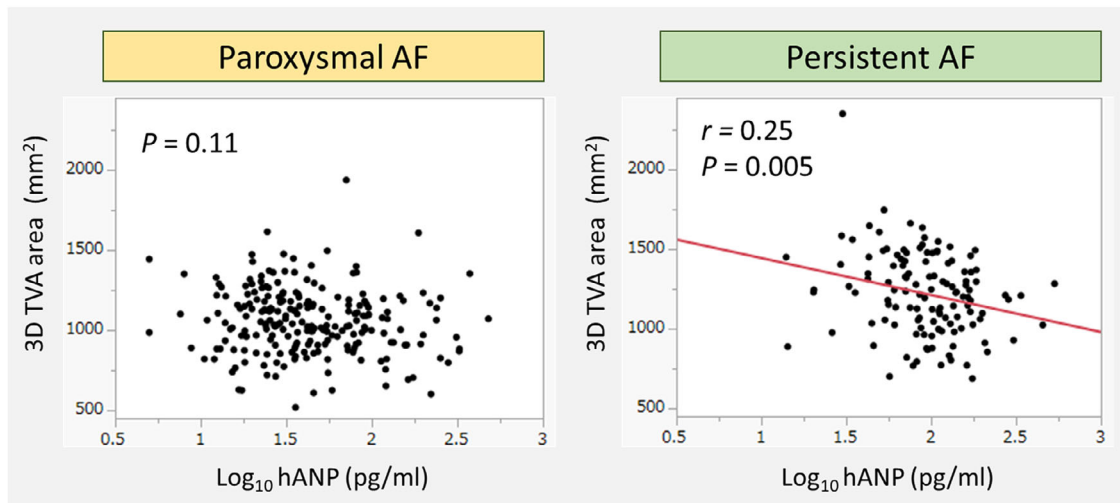 Paroxysmal AF
3D TVA area (mm²)
P = 0.11
2000
1500
1000
500
0.5 1 1.5 2 2.5 3
Log₁₀ hANP (pg/ml)
Persistent AF
3D TVA area (mm²)
r = 0.25
P = 0.005
2000
1500
1000
500
0.5 1 1.5 2 2.5 3
Log₁₀ hANP (pg/ml)